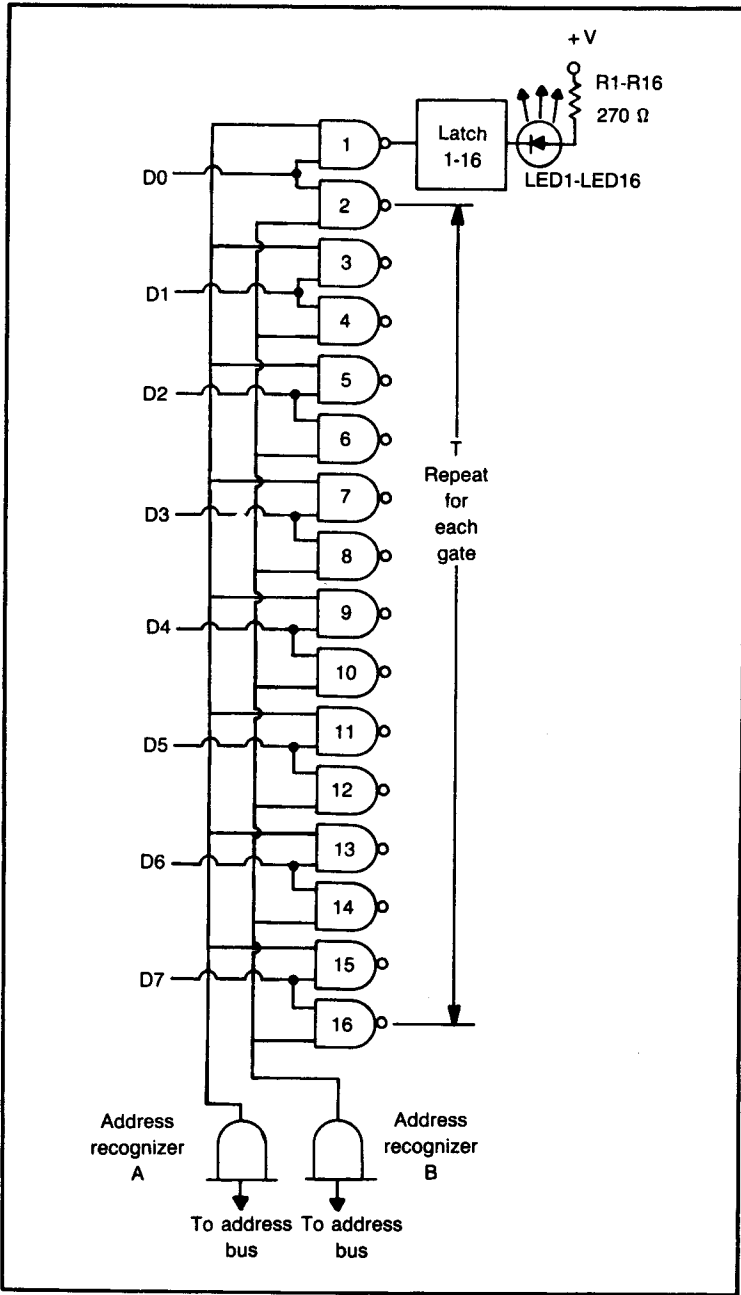 +V
R1-R16
270 Ω
Latch
1-16
LED1-LED16
1
D0
2
3
D1
4
5
D2
6
T
Repeat
for
each
gate
7
D3
8
9
D4
10
11
D5
12
13
D6
14
15
D7
16
Address
recognizer
A
Address
recognizer
B
To address
bus
To address
bus